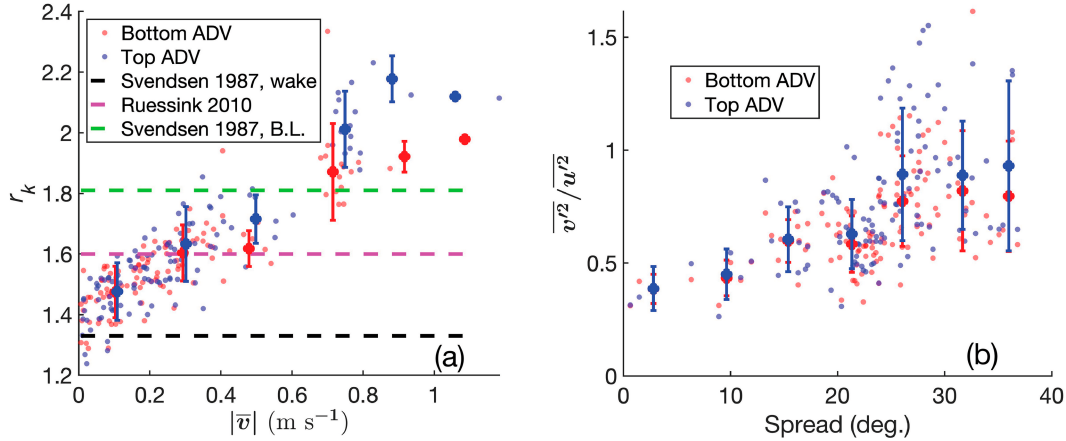 2.4
2.2
2
1.8
1.6
1.4
1.2
r_k
Bottom ADV
Top ADV
Svendsen 1987, wake
Ruessink 2010
Svendsen 1987, B.L.
(a)
0 0.2 0.4 0.6 0.8 1
|v̅| (m s⁻¹)
1.5
1
0.5
0
v̅'²/u̅'²
Bottom ADV
Top ADV
(b)
0 10 20 30 40
Spread (deg.)